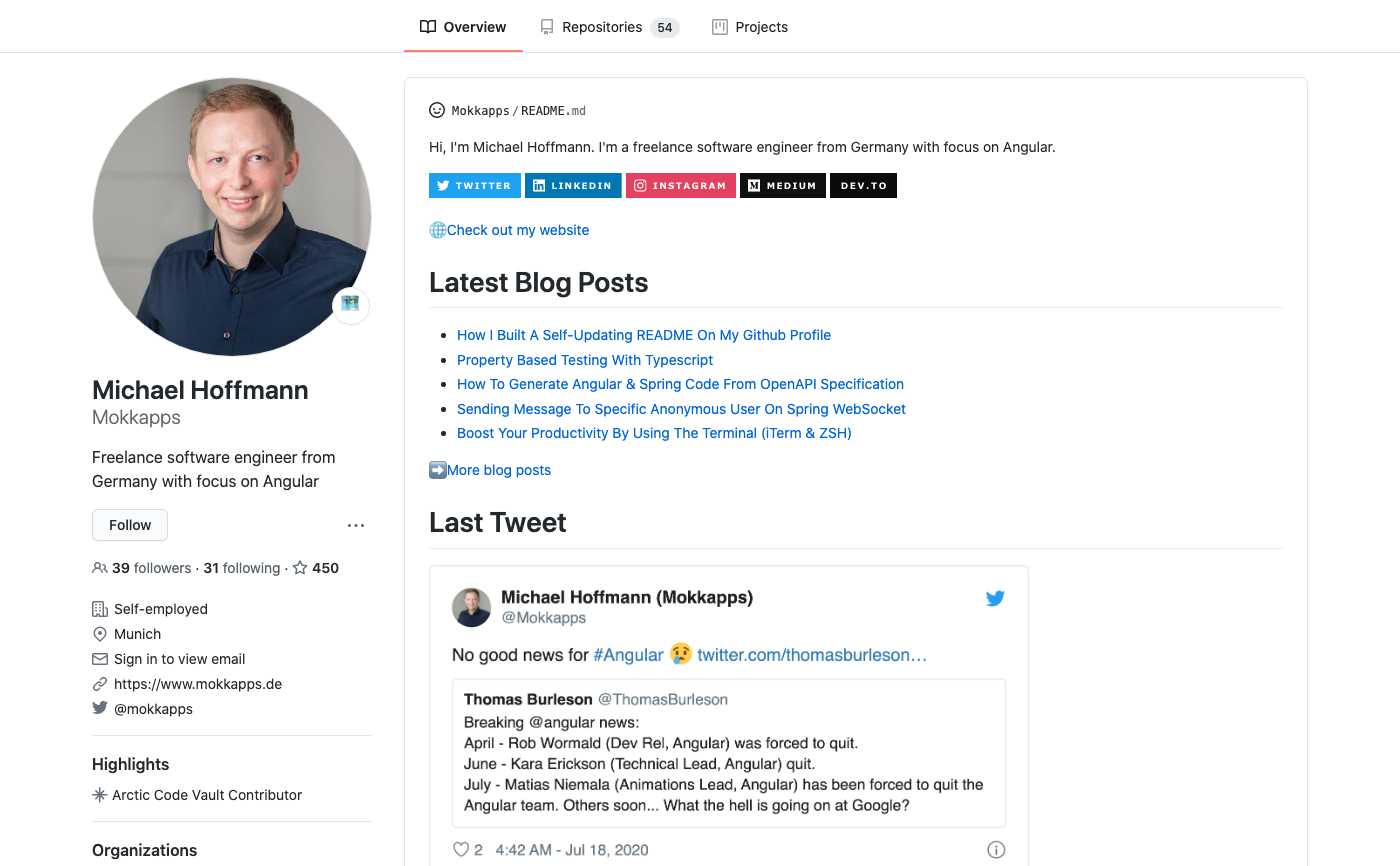 Overview
Repositories 54
Projects
Michael Hoffmann
Mokkapps
Freelance software engineer from
Germany with focus on Angular
Follow
39 followers · 31 following · 450
Self-employed
Munich
Sign in to view email
https://www.mokkapps.de
@mokkapps
Highlights
Arctic Code Vault Contributor
Organizations
Mokkapps/README.md
Hi, I'm Michael Hoffmann. I'm a freelance software engineer from Germany with focus on Angular.
TWITTER LINKEDIN INSTAGRAM MEDIUM DEV.TO
Check out my website
Latest Blog Posts
How I Built A Self-Updating README On My Github Profile
Property Based Testing With Typescript
How To Generate Angular & Spring Code From OpenAPI Specification
Sending Message To Specific Anonymous User On Spring WebSocket
Boost Your Productivity By Using The Terminal (iTerm & ZSH)
More blog posts
Last Tweet
Michael Hoffmann (Mokkapps)
@Mokkapps
No good news for #Angular 😢 twitter.com/thomasburleson…
Thomas Burleson @ThomasBurleson
Breaking @angular news:
April - Rob Wormald (Dev Rel, Angular) was forced to quit.
June - Kara Erickson (Technical Lead, Angular) quit.
July - Matias Niemala (Animations Lead, Angular) has been forced to quit the
Angular team. Others soon... What the hell is going on at Google?
2 4:42 AM - Jul 18, 2020